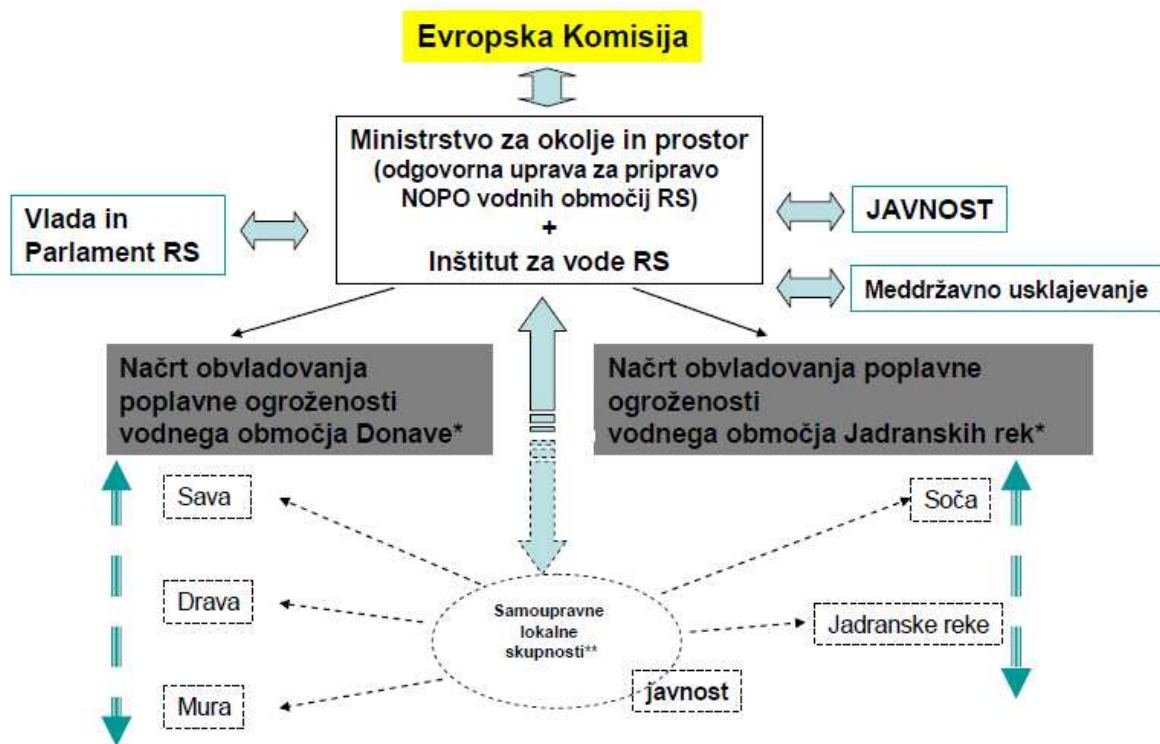 Evropska Komisija
Ministrstvo za okolje in prostor
(odgovorna uprava za pripravo
NOPO vodnih območij RS)
+
Inštitut za vode RS
Vlada in
Parlament RS
JAVNOST
Meddržavno usklajevanje
Načrt obvladovanja
poplavne ogroženosti
vodnega območja Donave*
Načrt obvladovanja poplavne
ogroženosti
vodnega območja Jadranskih rek*
Sava
Drava
Mura
Soča
Jadranske reke
Samoupravne
lokalne
skupnosti**
javnost